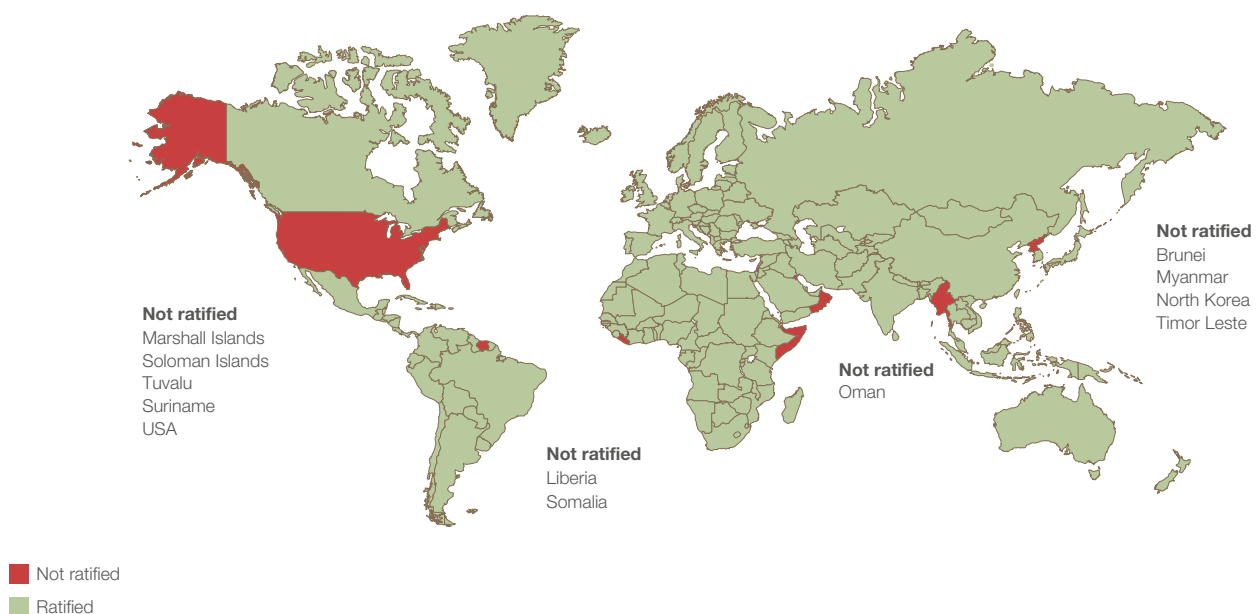 Not ratified
Marshall Islands
Soloman Islands
Tuvalu
Suriname
USA
Not ratified
Liberia
Somalia
Not ratified
Oman
Not ratified
Brunei
Myanmar
North Korea
Timor Leste
Not ratified
Ratified